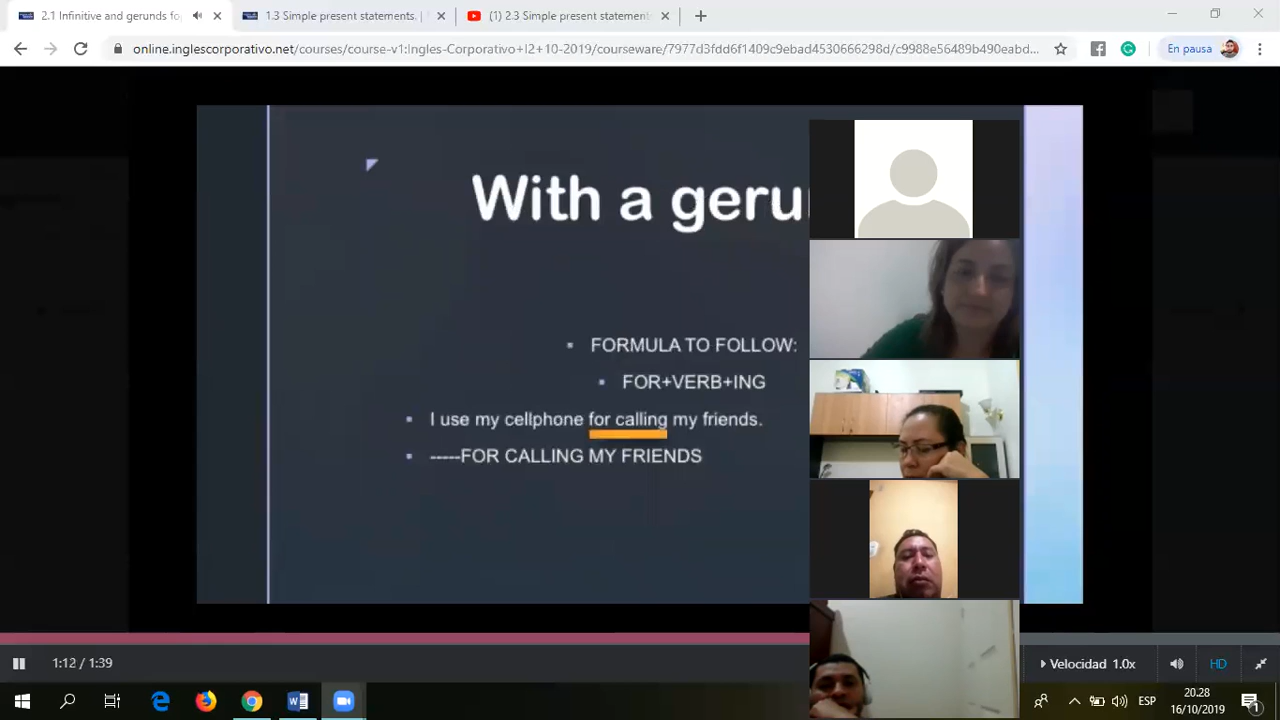 2.1 Infinitive and gerunds fo
1.3 Simple present statements, |
(1) 2.3 Simple present statement
online.inglescorporativo.net/courses/course-v1:Ingles-Corporativo+I2+10-2019/courseware/7977d3fdd6f1409c9ebad4530666298d/c9988e56489b490eabd...
En pausa
With a geru
FORMULA TO FOLLOW:
FOR+VERB+ING
I use my cellphone for calling my friends.
-----FOR CALLING MY FRIENDS
1:12 / 1:39
Velocidad 1.0x
HD
ESP
20.28
16/10/2019
1